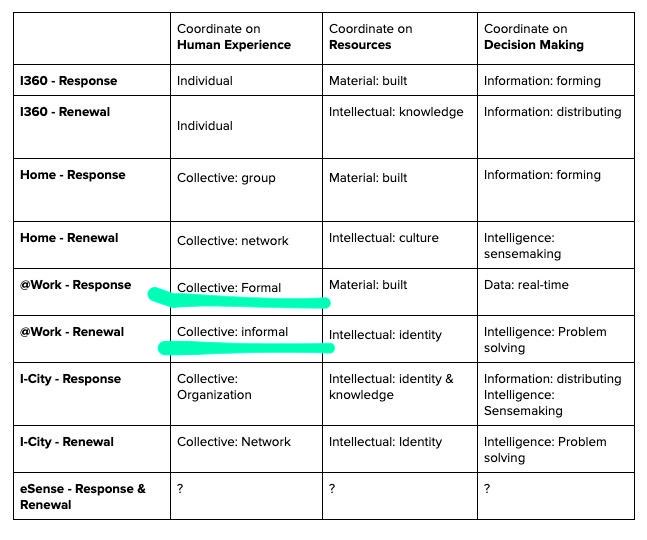 Coordinate on
Human Experience
Coordinate on
Resources
Coordinate on
Decision Making
I360 - Response
Individual
Material: built
Information: forming
I360 - Renewal
Individual
Intellectual: knowledge
Information: distributing
Home - Response
Collective: group
Material: built
Information: forming
Home - Renewal
Collective: network
Intellectual: culture
Intelligence:
sensemaking
@Work - Response
Collective: Formal
Material: built
Data: real-time
@Work - Renewal
Collective: informal
Intellectual: identity
Intelligence: Problem
solving
I-City - Response
Collective:
Organization
Intellectual: identity &
knowledge
Information: distributing
Intelligence:
Sensemaking
I-City - Renewal
Collective: Network
Intellectual: Identity
Intelligence: Problem
solving
eSense - Response &
Renewal
?
?
?